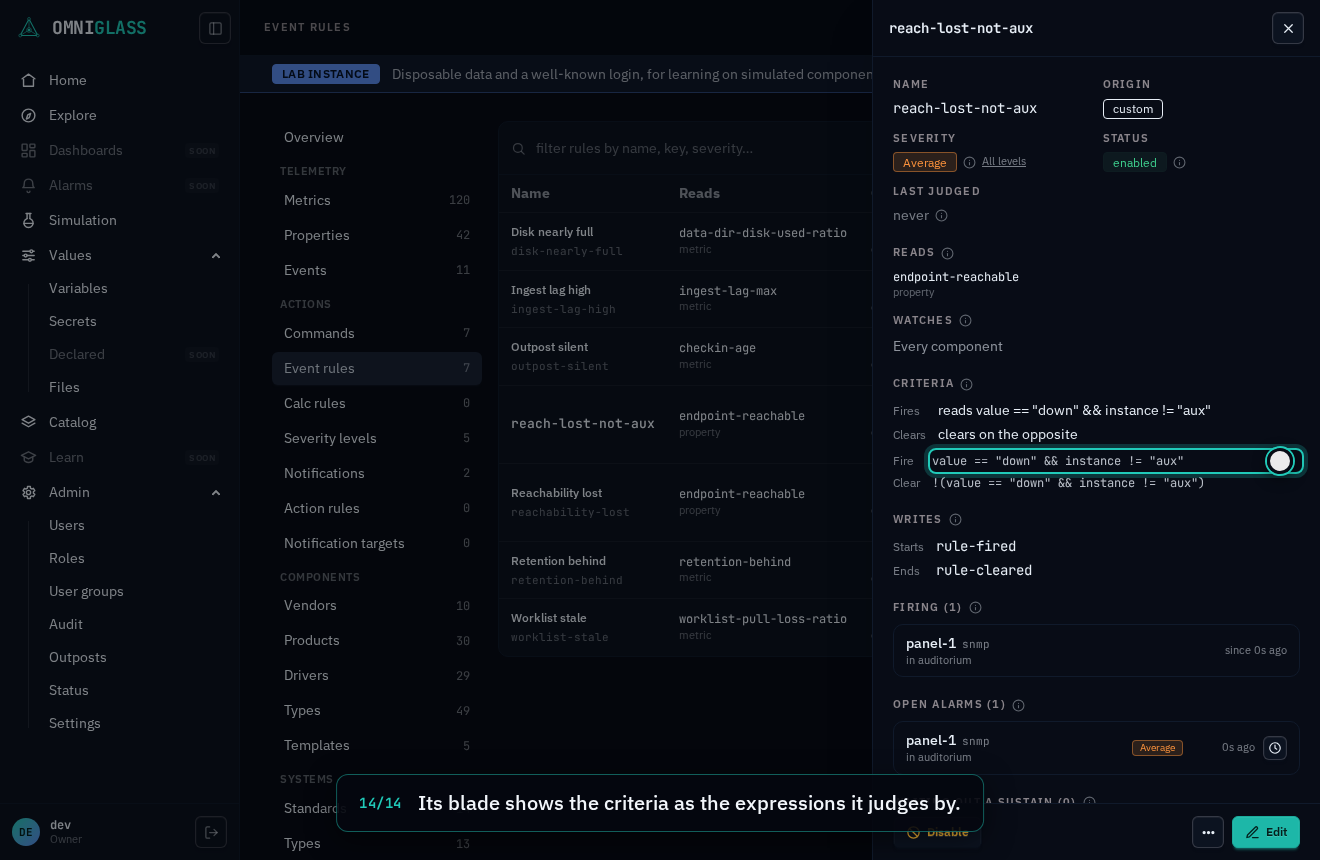 OMNIGLASS
Home
Explore
Dashboards SOON
Alarms SOON
Simulation
Values
Variables
Secrets
Declared SOON
Files
Catalog
Learn SOON
Admin
Users
Roles
User groups
Audit
Outposts
Status
Settings
DE dev
Owner
EVENT RULES
LAB INSTANCE Disposable data and a well-known login, for learning on simulated componen
Overview
TELEMETRY
Metrics 120
Properties 42
Events 11
ACTIONS
Commands 7
Event rules 7
Calc rules 0
Severity levels 5
Notifications 2
Action rules 0
Notification targets 0
COMPONENTS
Vendors 10
Products 30
Drivers 29
Types 49
Templates 5
SYSTEMS
Standards
Types 13
filter rules by name, key, severity...
Name Reads
Disk nearly full data-dir-disk-used-ratio
disk-nearly-full metric
Ingest lag high ingest-lag-max
ingest-lag-high metric
Outpost silent checkin-age
outpost-silent metric
reach-lost-not-aux endpoint-reachable
property
Reachability lost endpoint-reachable
reachability-lost property
Retention behind retention-behind
retention-behind metric
Worklist stale worklist-pull-loss-ratio
worklist-stale metric
reach-lost-not-aux
NAME ORIGIN
reach-lost-not-aux custom
SEVERITY STATUS
Average All levels enabled
LAST JUDGED
never
READS
endpoint-reachable
property
WATCHES
Every component
CRITERIA
Fires reads value == "down" && instance != "aux"
Clears clears on the opposite
Fire value == "down" && instance != "aux"
Clear !(value == "down" && instance != "aux")
WRITES
Starts rule-fired
Ends rule-cleared
FIRING (1)
panel-1 snmp since 0s ago
in auditorium
OPEN ALARMS (1)
panel-1 snmp Average 0s ago
in auditorium
A SUSTAIN (0)
Disable ••• Edit
14/14 Its blade shows the criteria as the expressions it judges by.